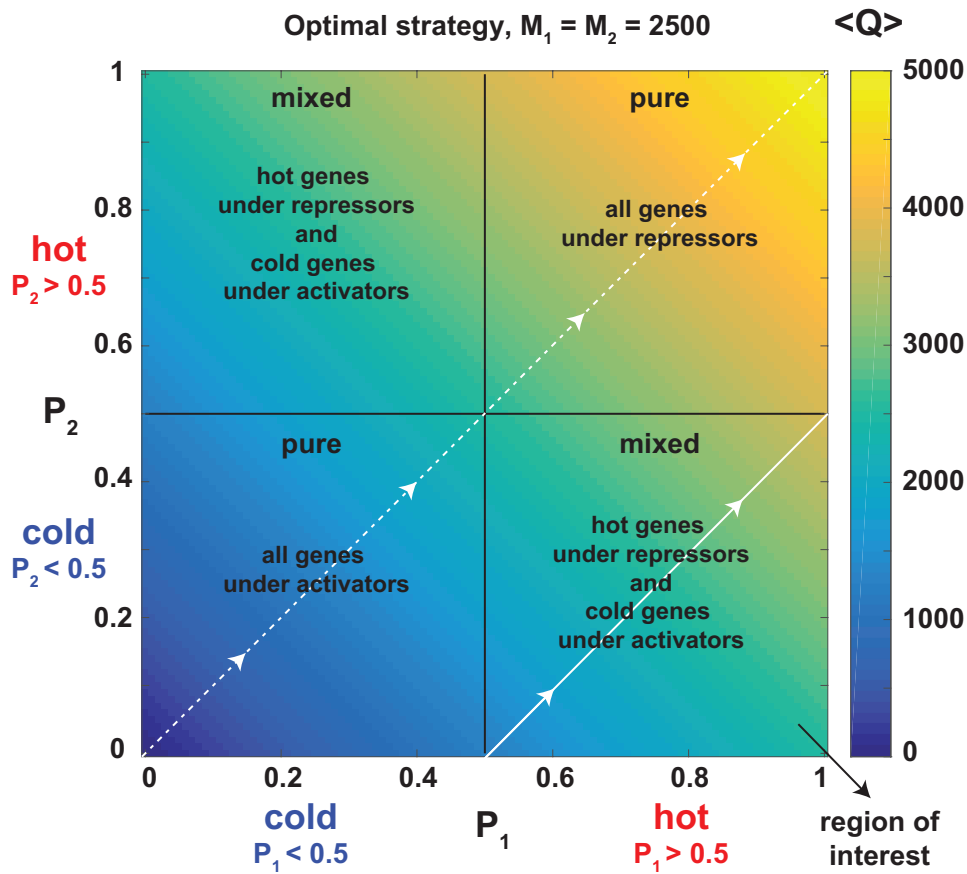 Optimal strategy, M₁ = M₂ = 2500
<Q>
mixed
pure
hot genes
under repressors
and
cold genes
under activators
all genes
under repressors
pure
mixed
all genes
under activators
hot genes
under repressors
and
cold genes
under activators
1
0.8
0.6
0.4
0.2
0
hot
P₂ > 0.5
P₂
cold
P₂ < 0.5
0
0.2
0.4
0.6
0.8
1
cold
P₁ < 0.5
P₁
hot
P₁ > 0.5
5000
4000
3000
2000
1000
0
region of
interest